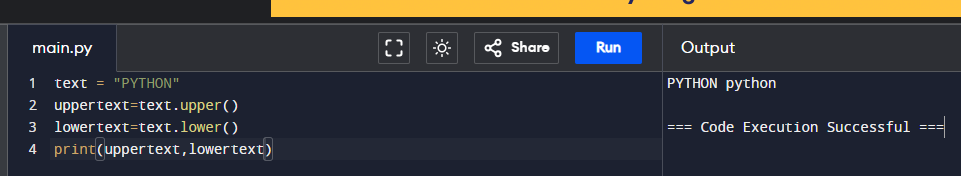 main.py
Share
Run
Output
1 text = "PYTHON"
2 uppertext=text.upper()
3 lowertext=text.lower()
4 print(uppertext,lowertext)
PYTHON python
=== Code Execution Successful ===